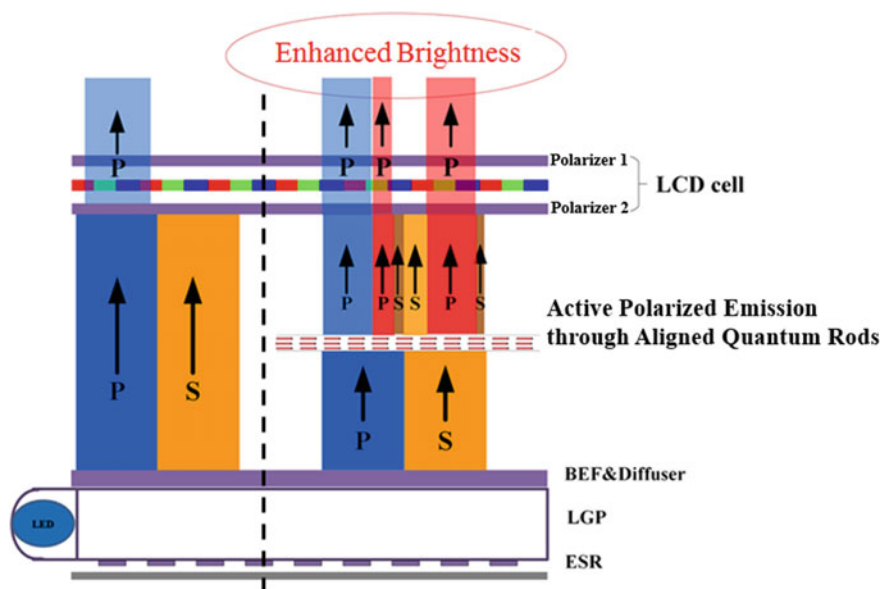 Enhanced Brightness
P P P P
Polarizer 1
LCD cell
Polarizer 2
P S P P S S P S
Active Polarized Emission
through Aligned Quantum Rods
P S
BEF&Diffuser
LED
LGP
ESR